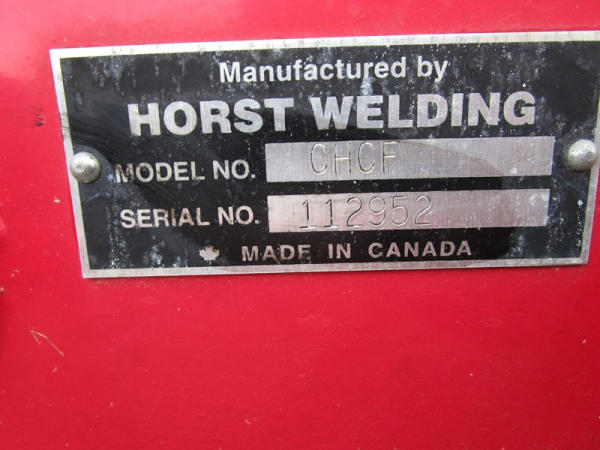 Manufactured by
HORST WELDING
MODEL NO. CHCF
SERIAL NO. 112952
MADE IN CANADA